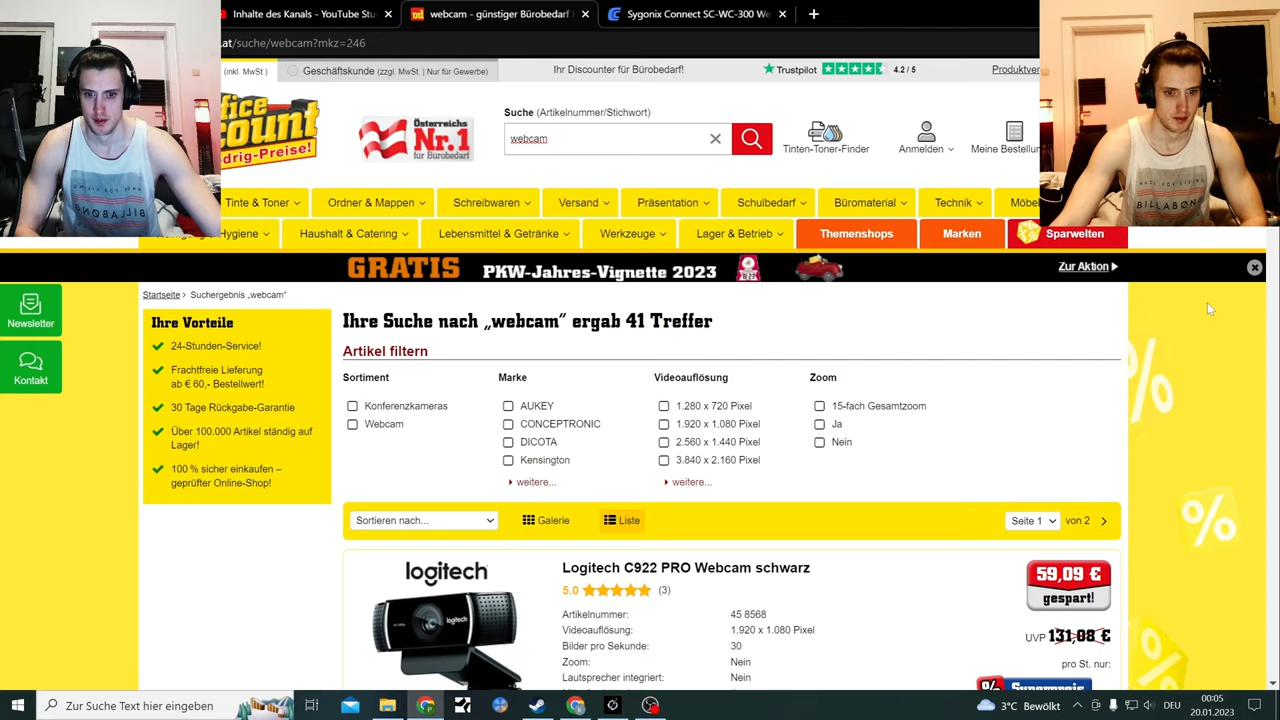 Inhalte des Kanals - YouTube Stu
webcam - günstiger Bürobedarf
Sygonix Connect SC-WC-300 We
.at/suche/webcam?mkz=246
(inkl. MwSt.)
Geschäftskunde (zzgl. MwSt. | Nur für Gewerbe)
Ihr Discounter für Bürobedarf!
Trustpilot
4.2 / 5
Produktver
fice
count
drig-Preise!
Österreichs
Nr.1
für Bürobedarf
Suche (Artikelnummer/Stichwort)
webcam
Tinten-Toner-Finder
Anmelden
Meine Bestellun
BILLABONG
BILLABONG
Tinte & Toner
Ordner & Mappen
Schreibwaren
Versand
Präsentation
Schulbedarf
Büromaterial
Technik
Möbe
Hygiene
Haushalt & Catering
Lebensmittel & Getränke
Werkzeuge
Lager & Betrieb
Themenshops
Marken
Sparwelten
GRATIS PKW-Jahres-Vignette 2023
Zur Aktion
Newsletter
Kontakt
Startseite › Suchergebnis „webcam"
Ihre Vorteile
24-Stunden-Service!
Frachtfreie Lieferung
ab € 60,- Bestellwert!
30 Tage Rückgabe-Garantie
Über 100.000 Artikel ständig auf
Lager!
100 % sicher einkaufen –
geprüfter Online-Shop!
Ihre Suche nach „webcam" ergab 41 Treffer
Artikel filtern
Sortiment
Konferenzkameras
Webcam
Marke
AUKEY
CONCEPTRONIC
DICOTA
Kensington
weitere...
Videoauflösung
1.280 x 720 Pixel
1.920 x 1.080 Pixel
2.560 x 1.440 Pixel
3.840 x 2.160 Pixel
weitere...
Zoom
15-fach Gesamtzoom
Ja
Nein
Sortieren nach...
Galerie
Liste
Seite 1
von 2
logitech
logitech
Logitech C922 PRO Webcam schwarz
5.0
(3)
Artikelnummer: 45 8568
Videoauflösung: 1.920 x 1.080 Pixel
Bilder pro Sekunde: 30
Zoom: Nein
Lautsprecher integriert: Nein
59,09 €
gespart!
UVP 131,08 €
pro St. nur:
% Superpreis
Zur Suche Text hier eingeben
3°C Bewölkt
DEU
00:05
20.01.2023